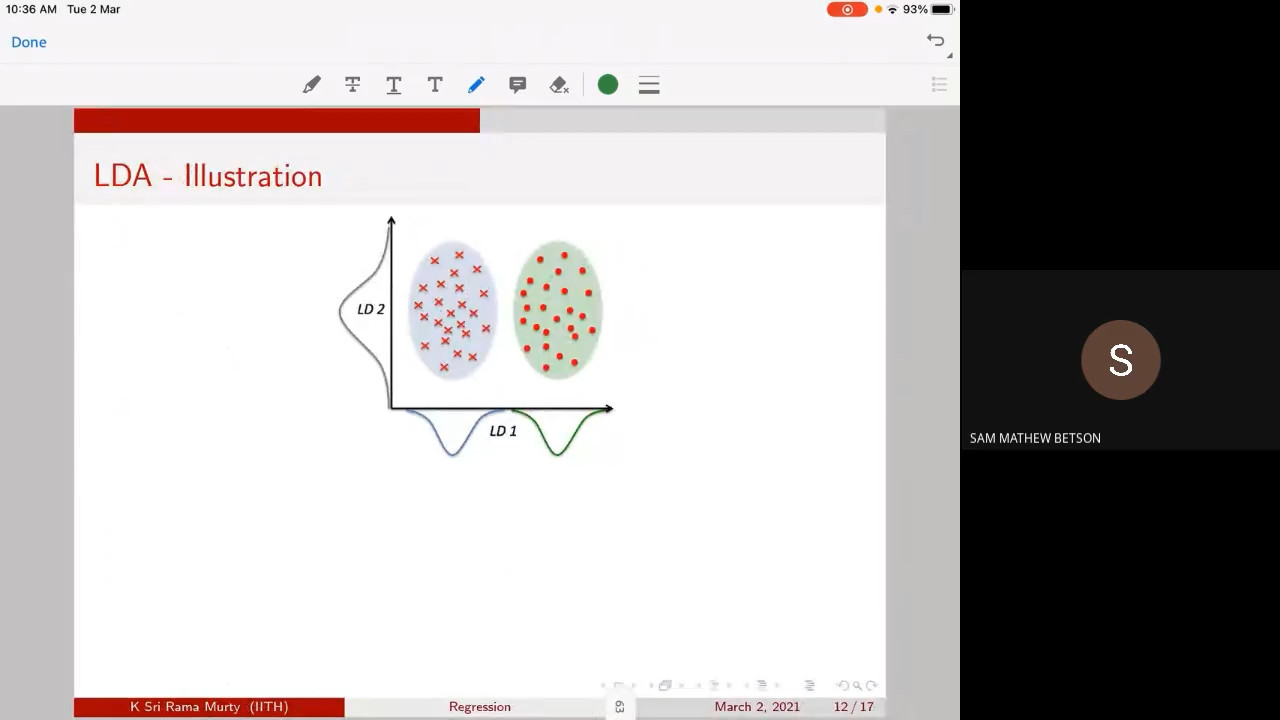 10:36 AM Tue 2 Mar
93%
Done
T T T
LDA - Illustration
LD 2
LD 1
S
SAM MATHEW BETSON
63
K Sri Rama Murty (IITH) Regression March 2, 2021 12 / 17